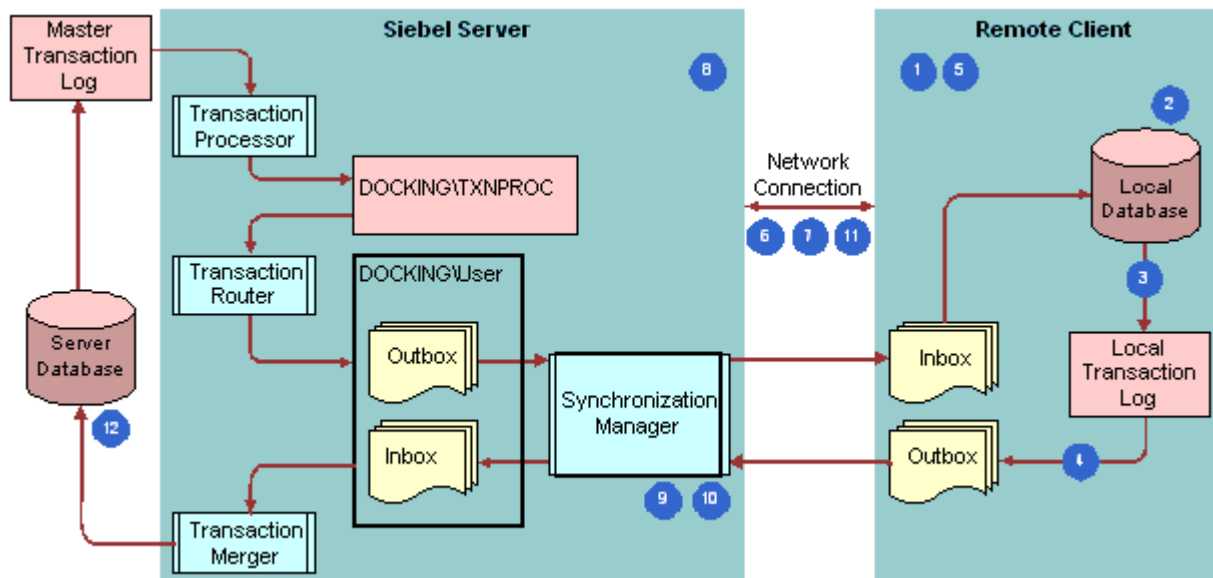 Master
Transaction
Log
Siebel Server
Remote Client
8
1
5
2
Transaction
Processor
DOCKING\TXNPROC
Network
Connection
6
7
11
Local
Database
3
Transaction
Router
DOCKING\User
Server
Database
12
Outbox
Inbox
Synchronization
Manager
9
10
Inbox
Outbox
Local
Transaction
Log
4
Transaction
Merger